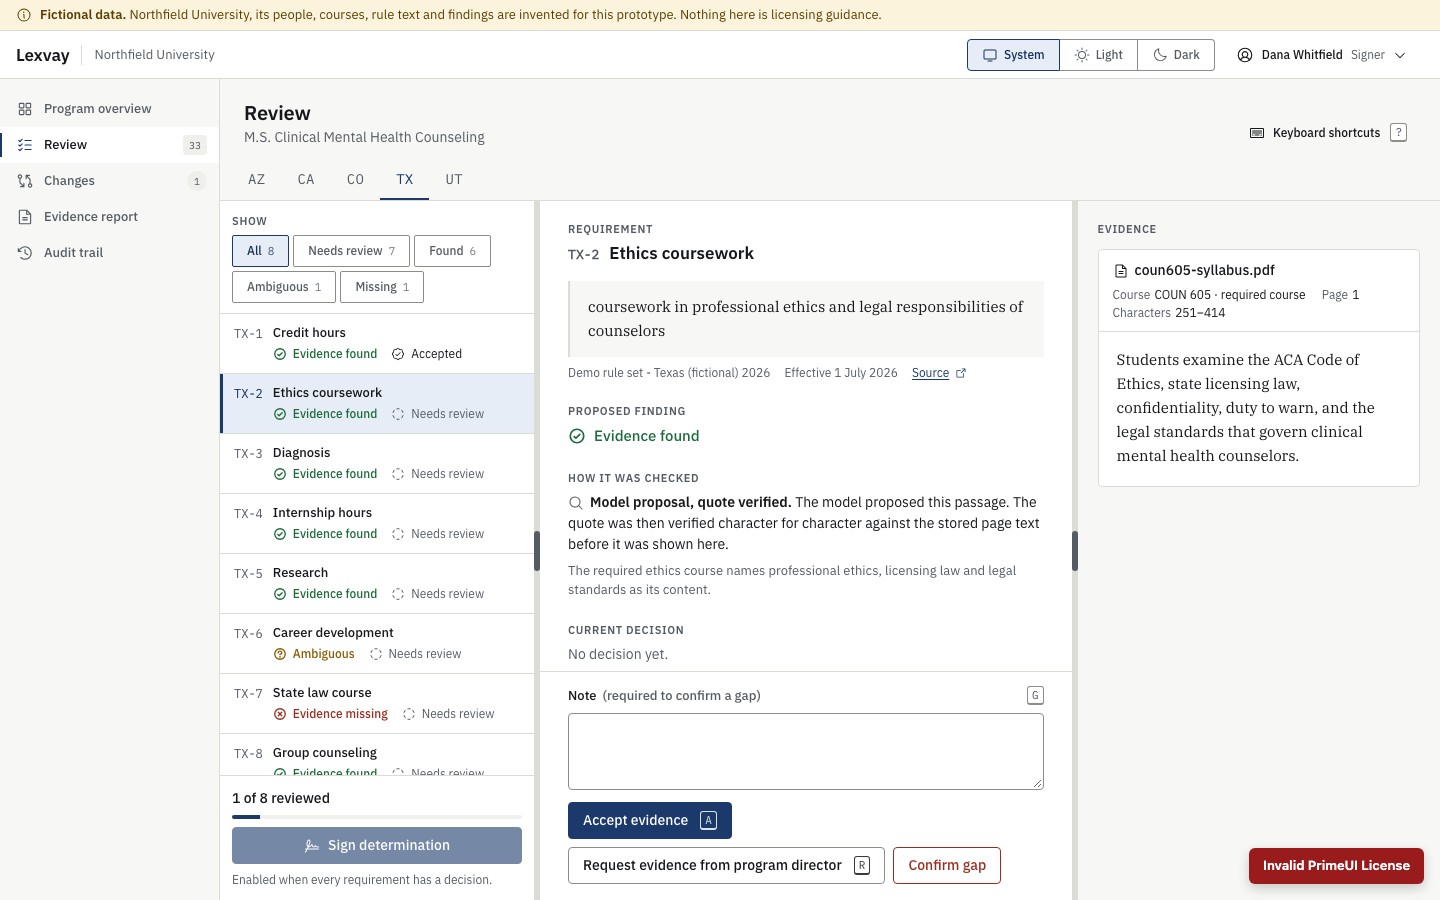 Fictional data. Northfield University, its people, courses, rule text and findings are invented for this prototype. Nothing here is licensing guidance.
Lexvay
Northfield University
System
Light
Dark
Dana Whitfield Signer
Program overview
Review 33
Changes 1
Evidence report
Audit trail
Review
M.S. Clinical Mental Health Counseling
Keyboard shortcuts ?
AZ CA CO TX UT
SHOW
All 8
Needs review 7
Found 6
Ambiguous 1
Missing 1
TX-1 Credit hours
Evidence found Accepted
TX-2 Ethics coursework
Evidence found Needs review
TX-3 Diagnosis
Evidence found Needs review
TX-4 Internship hours
Evidence found Needs review
TX-5 Research
Evidence found Needs review
TX-6 Career development
Ambiguous Needs review
TX-7 State law course
Evidence missing Needs review
TX-8 Group counseling
Evidence found Needs review
1 of 8 reviewed
Sign determination
Enabled when every requirement has a decision.
REQUIREMENT
TX-2 Ethics coursework
coursework in professional ethics and legal responsibilities of
counselors
Demo rule set - Texas (fictional) 2026 Effective 1 July 2026 Source
PROPOSED FINDING
Evidence found
HOW IT WAS CHECKED
Model proposal, quote verified. The model proposed this passage. The
quote was then verified character for character against the stored page text
before it was shown here.
The required ethics course names professional ethics, licensing law and legal
standards as its content.
CURRENT DECISION
No decision yet.
Note (required to confirm a gap) G
Accept evidence A
Request evidence from program director R
Confirm gap
EVIDENCE
coun605-syllabus.pdf
Course COUN 605 · required course Page 1
Characters 251–414
Students examine the ACA Code of
Ethics, state licensing law,
confidentiality, duty to warn, and the
legal standards that govern clinical
mental health counselors.
Invalid PrimeUI License